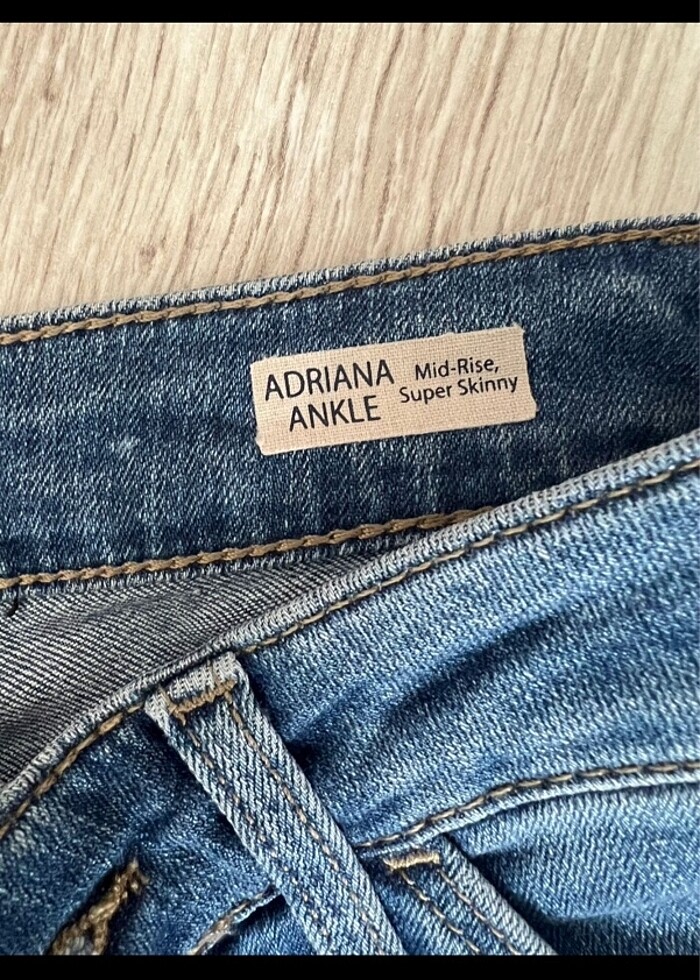 ADRIANA
ANKLE
Mid-Rise,
Super Skinny